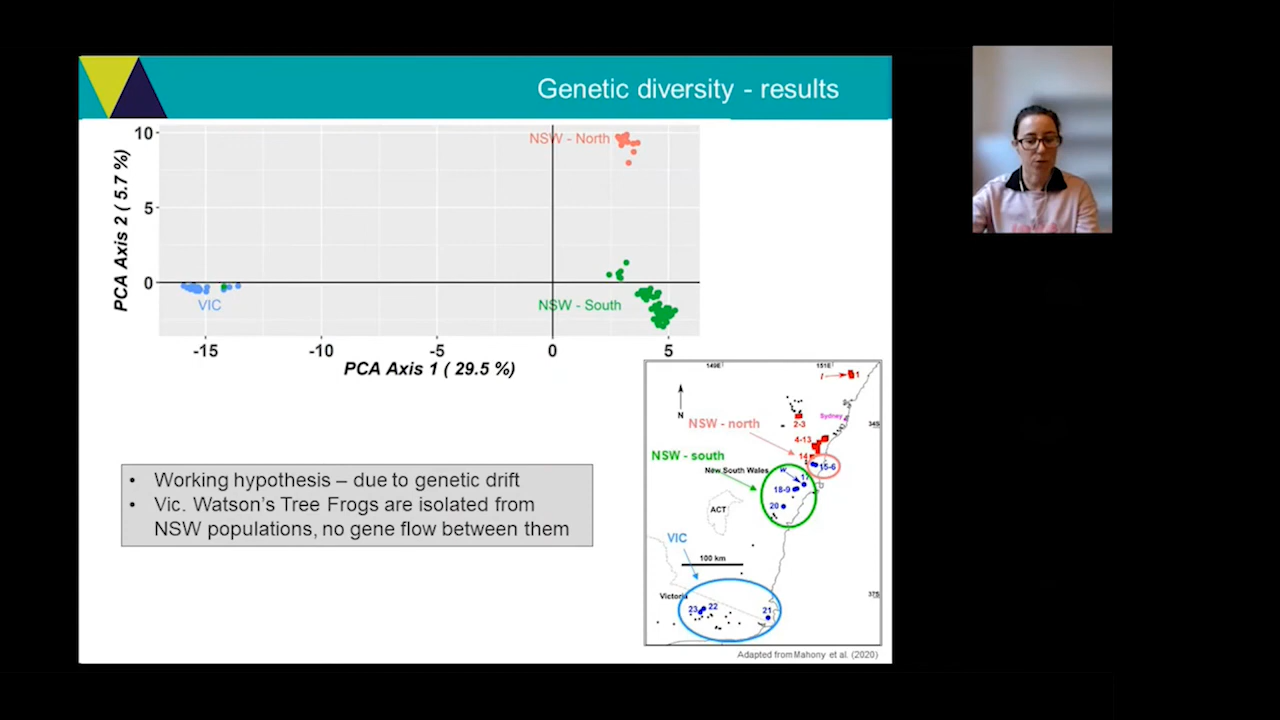 Genetic diversity - results
PCA Axis 2 ( 5.7 %)
10
5
0
NSW - North
VIC
NSW - South
-15
-10
-5
0
5
PCA Axis 1 ( 29.5 %)
• Working hypothesis – due to genetic drift
• Vic. Watson's Tree Frogs are isolated from
NSW populations, no gene flow between them
149E
151E
1
N
2-3
Sydney
34S
NSW - north
4-13
14
NSW - south
15-6
New South Wales
17
18-9
20
ACT
VIC
100 km
37S
Victoria
23
22
21
Adapted from Mahony et al. (2020)